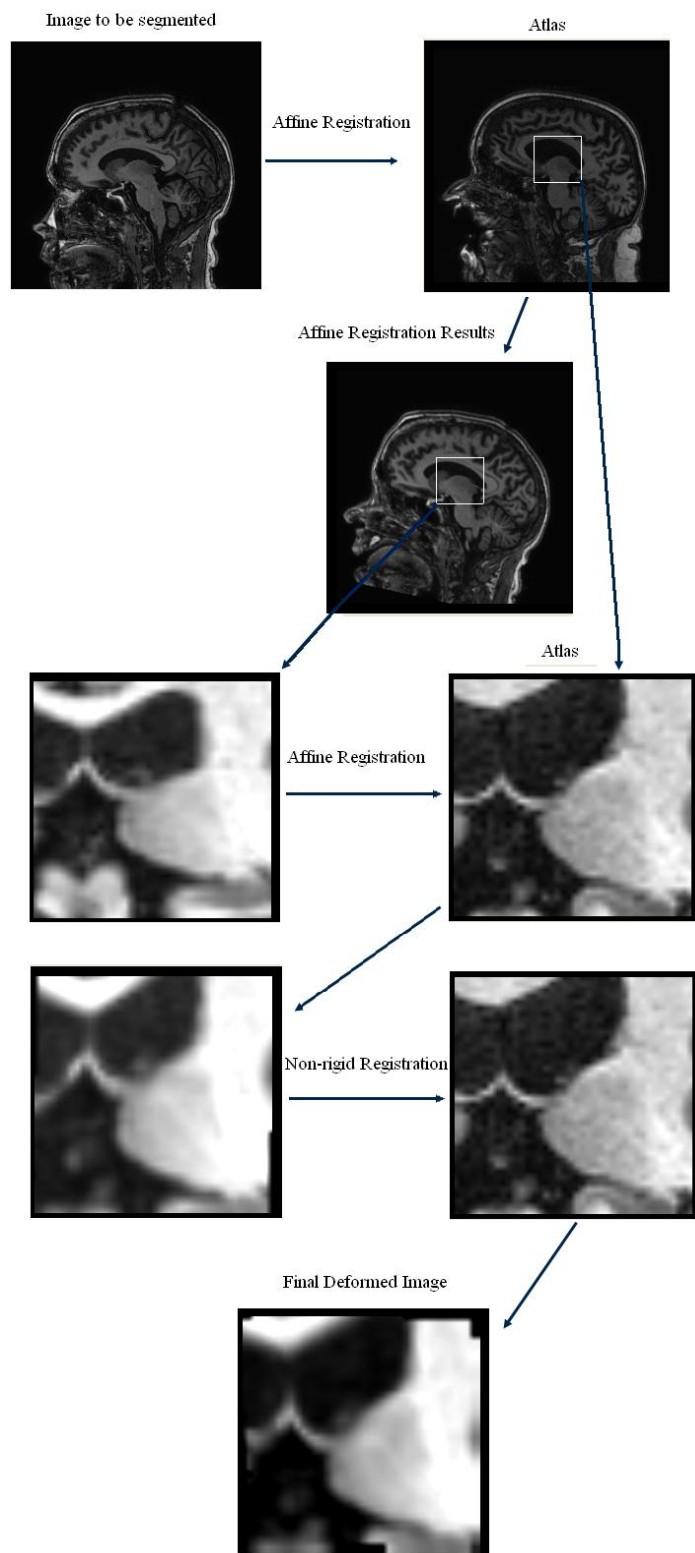 Image to be segmented
Atlas
Affine Registration
Affine Registration Results
Atlas
Affine Registration
Non-rigid Registration
Final Deformed Image